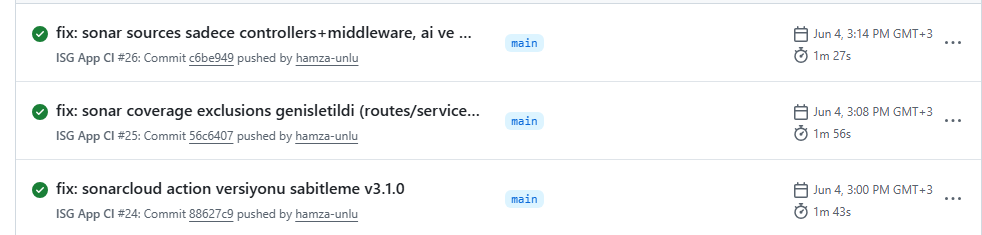 fix: sonar sources sadece controllers+middleware, ai ve ...
main
Jun 4, 3:14 PM GMT+3
ISG App CI #26: Commit c6be949 pushed by hamza-unlu
1m 27s
fix: sonar coverage exclusions genisletildi (routes/service...
main
Jun 4, 3:08 PM GMT+3
ISG App CI #25: Commit 56c6407 pushed by hamza-unlu
1m 56s
fix: sonarcloud action versiyonu sabitleme v3.1.0
main
Jun 4, 3:00 PM GMT+3
ISG App CI #24: Commit 88627c9 pushed by hamza-unlu
1m 43s